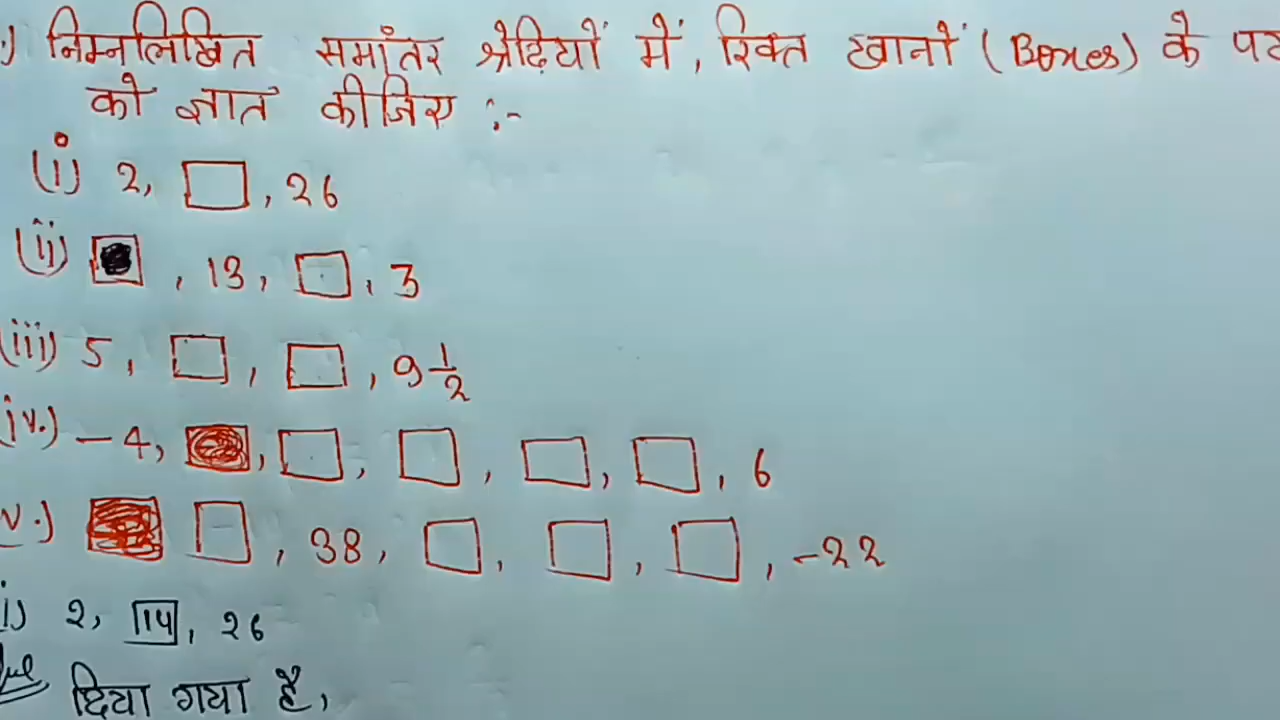 निम्नलिखित समांतर श्रेढ़ियों में, रिक्त खानों (Boxes) के
को ज्ञात कीजिए :-
(i) 2, □, 26
(ii) □, 13, □, 3
(iii) 5, □, □, 9 1/2
(iv.) -4, □, □, □, □, □, 6
v.) □ □, 38, □, □, □, -22
i) 2, 14, 26
दिया गया है,